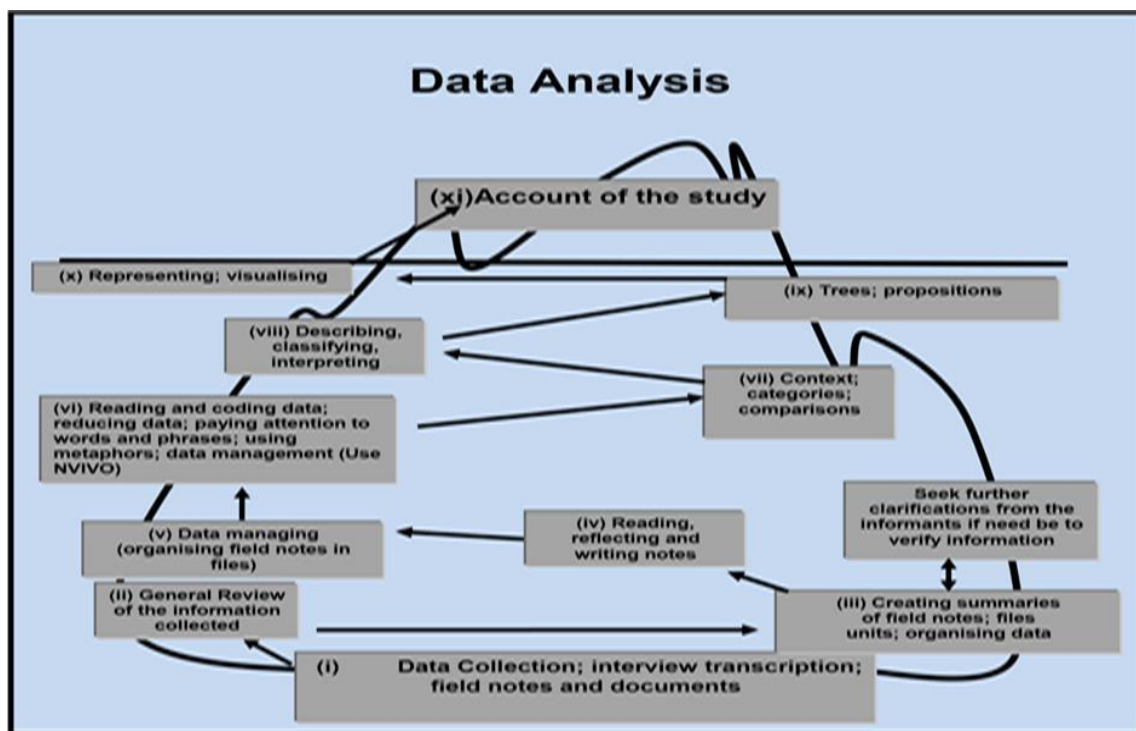 Data Analysis
(xi)Account of the study
(x) Representing; visualising
(ix) Trees; propositions
(viii) Describing,
classifying,
interpreting
(vii) Context;
categories;
comparisons
(vi) Reading and coding data;
reducing data; paying attention to
words and phrases; using
metaphors; data management (Use
NVIVO)
Seek further
clarifications from the
informants if need be to
verify information
(v) Data managing
(organising field notes in
files)
(iv) Reading,
reflecting and
writing notes
(ii) General Review
of the information
collected
(iii) Creating summaries
of field notes; files
units; organising data
(i) Data Collection; interview transcription;
field notes and documents